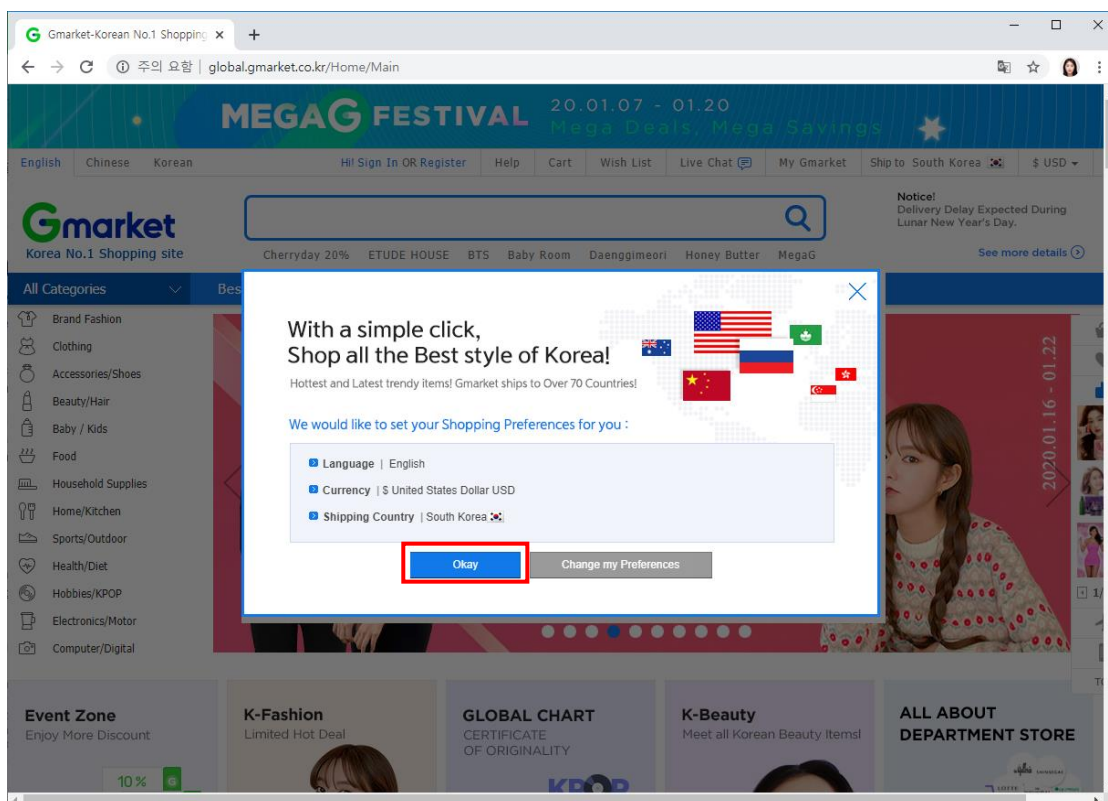 Gmarket-Korean No.1 Shopping
주의 요함 | global.gmarket.co.kr/Home/Main
MEGAG FESTIVAL
20.01.07 - 01.20
Mega Deals, Mega Savings
English Chinese Korean Hi! Sign In OR Register Help Cart Wish List Live Chat My Gmarket Ship to South Korea $ USD
Gmarket
Korea No.1 Shopping site
Cherryday 20% ETUDE HOUSE BTS Baby Room Daenggimeori Honey Butter MegaG
Notice!
Delivery Delay Expected During
Lunar New Year's Day.
See more details
All Categories
Brand Fashion
Clothing
Accessories/Shoes
Beauty/Hair
Baby / Kids
Food
Household Supplies
Home/Kitchen
Sports/Outdoor
Health/Diet
Hobbies/KPOP
Electronics/Motor
Computer/Digital
With a simple click,
Shop all the Best style of Korea!
Hottest and Latest trendy items! Gmarket ships to Over 70 Countries!
We would like to set your Shopping Preferences for you :
Language | English
Currency | $ United States Dollar USD
Shipping Country | South Korea
Okay Change my Preferences
2020.01.16 - 01.22
Event Zone
Enjoy More Discount
10 %
K-Fashion
Limited Hot Deal
GLOBAL CHART
CERTIFICATE
OF ORIGINALITY
KPOP
K-Beauty
Meet all Korean Beauty Items!
ALL ABOUT
DEPARTMENT STORE